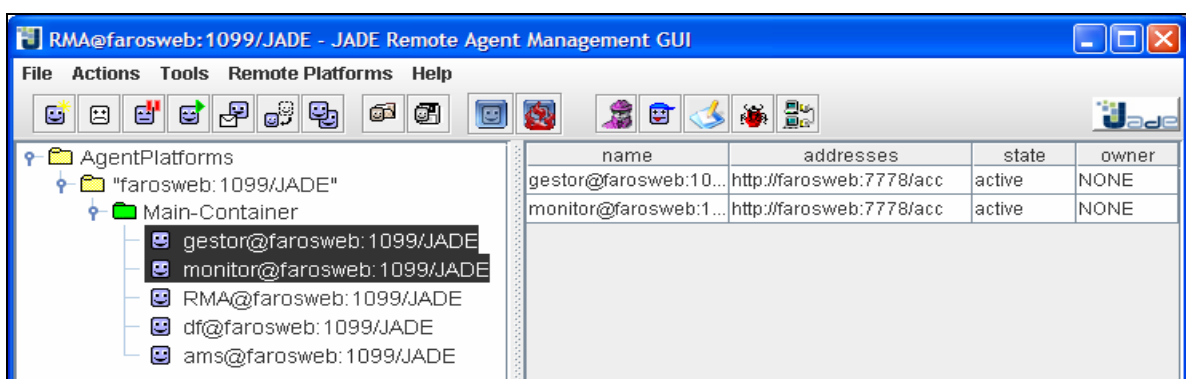 RMA@farosweb:1099/JADE - JADE Remote Agent Management GUI
File Actions Tools Remote Platforms Help
Jade
AgentPlatforms
"farosweb:1099/JADE"
Main-Container
gestor@farosweb:1099/JADE
monitor@farosweb:1099/JADE
RMA@farosweb:1099/JADE
df@farosweb:1099/JADE
ams@farosweb:1099/JADE
name addresses state owner
gestor@farosweb:10... http://farosweb:7778/acc active NONE
monitor@farosweb:1... http://farosweb:7778/acc active NONE